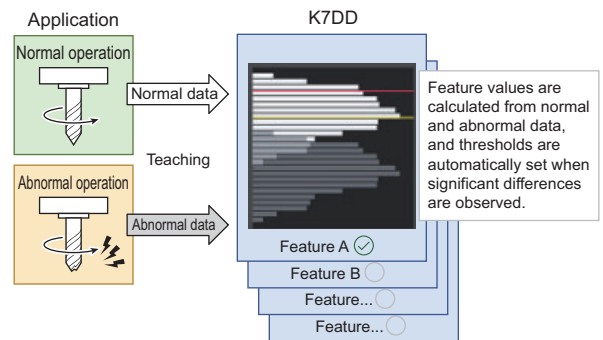 Application
K7DD
Normal operation
Normal data
Teaching
Abnormal operation
Abnormal data
Feature values are
calculated from normal
and abnormal data,
and thresholds are
automatically set when
significant differences
are observed.
Feature A
Feature B
Feature...
Feature...